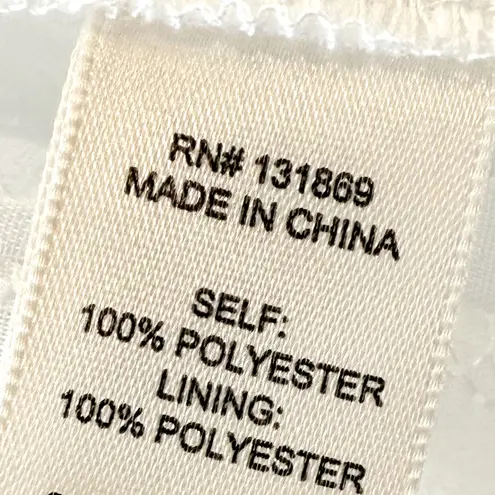 RN# 131869
MADE IN CHINA
SELF:
100% POLYESTER
LINING:
100% POLYESTER